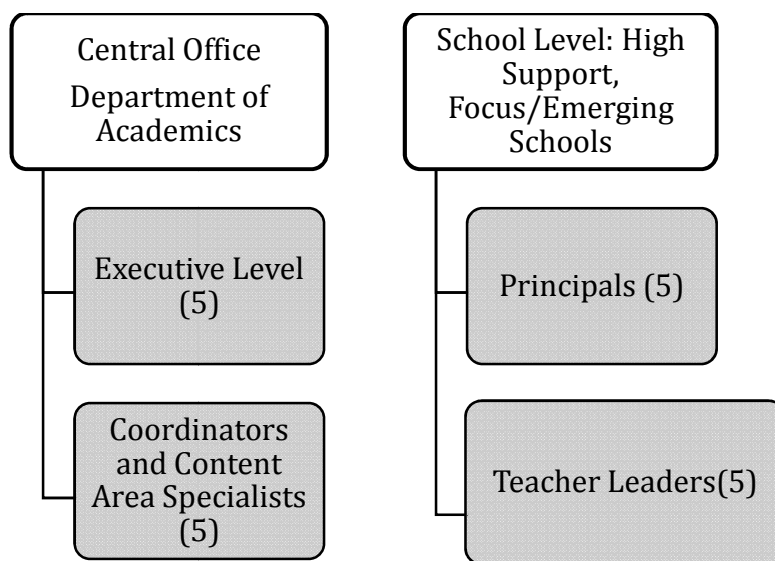 Central Office
Department of
Academics
Executive Level
(5)
Coordinators
and Content
Area Specialists
(5)
School Level: High
Support,
Focus/Emerging
Schools
Principals (5)
Teacher Leaders(5)